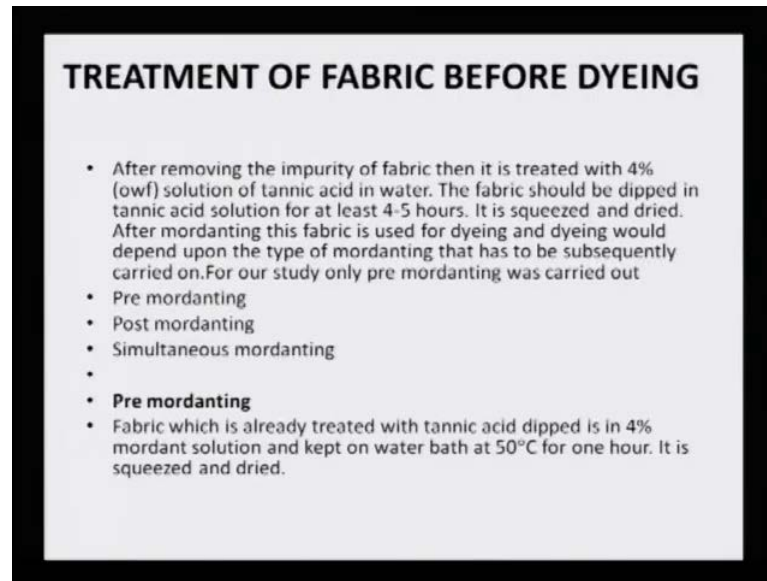 TREATMENT OF FABRIC BEFORE DYEING
• After removing the impurity of fabric then it is treated with 4%
(owf) solution of tannic acid in water. The fabric should be dipped in
tannic acid solution for at least 4-5 hours. It is squeezed and dried.
After mordanting this fabric is used for dyeing and dyeing would
depend upon the type of mordanting that has to be subsequently
carried on.For our study only pre mordanting was carried out
• Pre mordanting
• Post mordanting
• Simultaneous mordanting
•
• Pre mordanting
• Fabric which is already treated with tannic acid dipped is in 4%
mordant solution and kept on water bath at 50°C for one hour. It is
squeezed and dried.